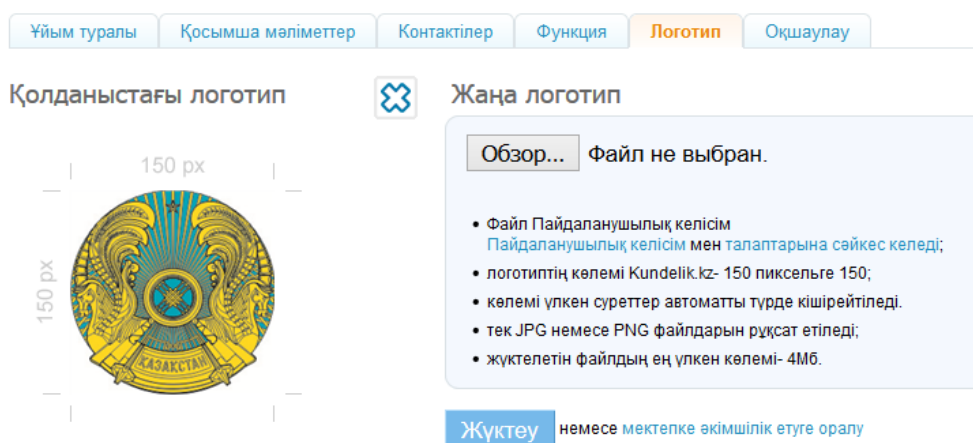 Ұйым туралы Қосымша мәліметтер Контактілер Функция Логотип Оқшаулау
Қолданыстағы логотип
150 px
150 px
ҚАЗАҚСТАН
Жаңа логотип
Обзор... Файл не выбран.
• Файл Пайдаланушылық келісім
Пайдаланушылық келісім мен талаптарына сәйкес келеді;
• логотиптің көлемі Kundelik.kz- 150 пиксельге 150;
• көлемі үлкен суреттер автоматты түрде кішірейтіледі.
• тек JPG немесе PNG файлдарын рұқсат етіледі;
• жүктелетін файлдың ең үлкен көлемі- 4Мб.
Жүктеу немесе мектепке әкімшілік етуге оралу